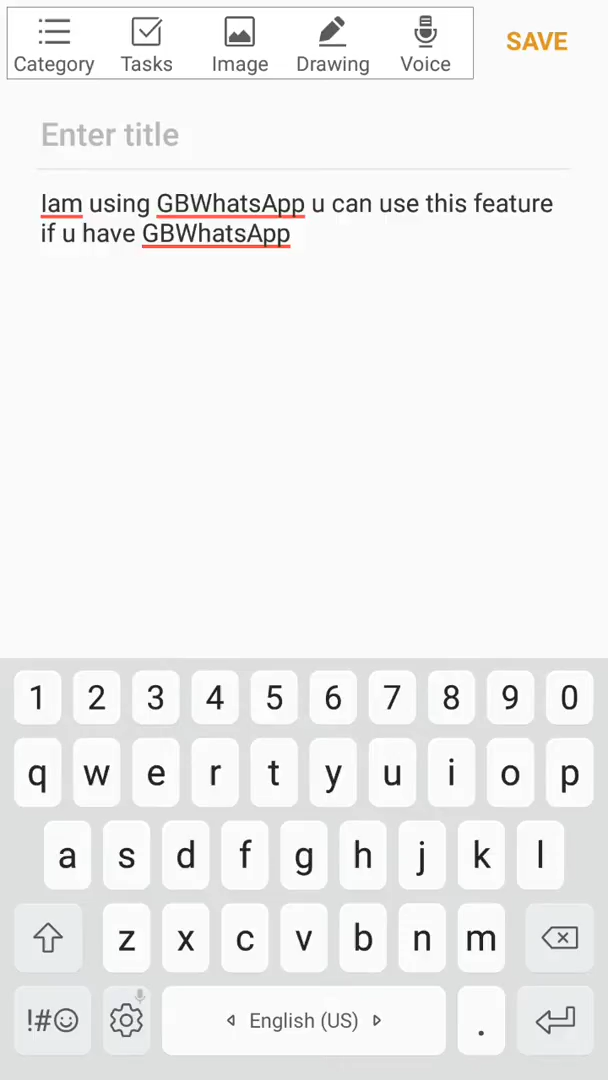 Category Tasks Image Drawing Voice SAVE
Enter title
Iam using GBWhatsApp u can use this feature
if u have GBWhatsApp
1 2 3 4 5 6 7 8 9 0
q w e r t y u i o p
a s d f g h j k l
z x c v b n m
!#☺ English (US) .